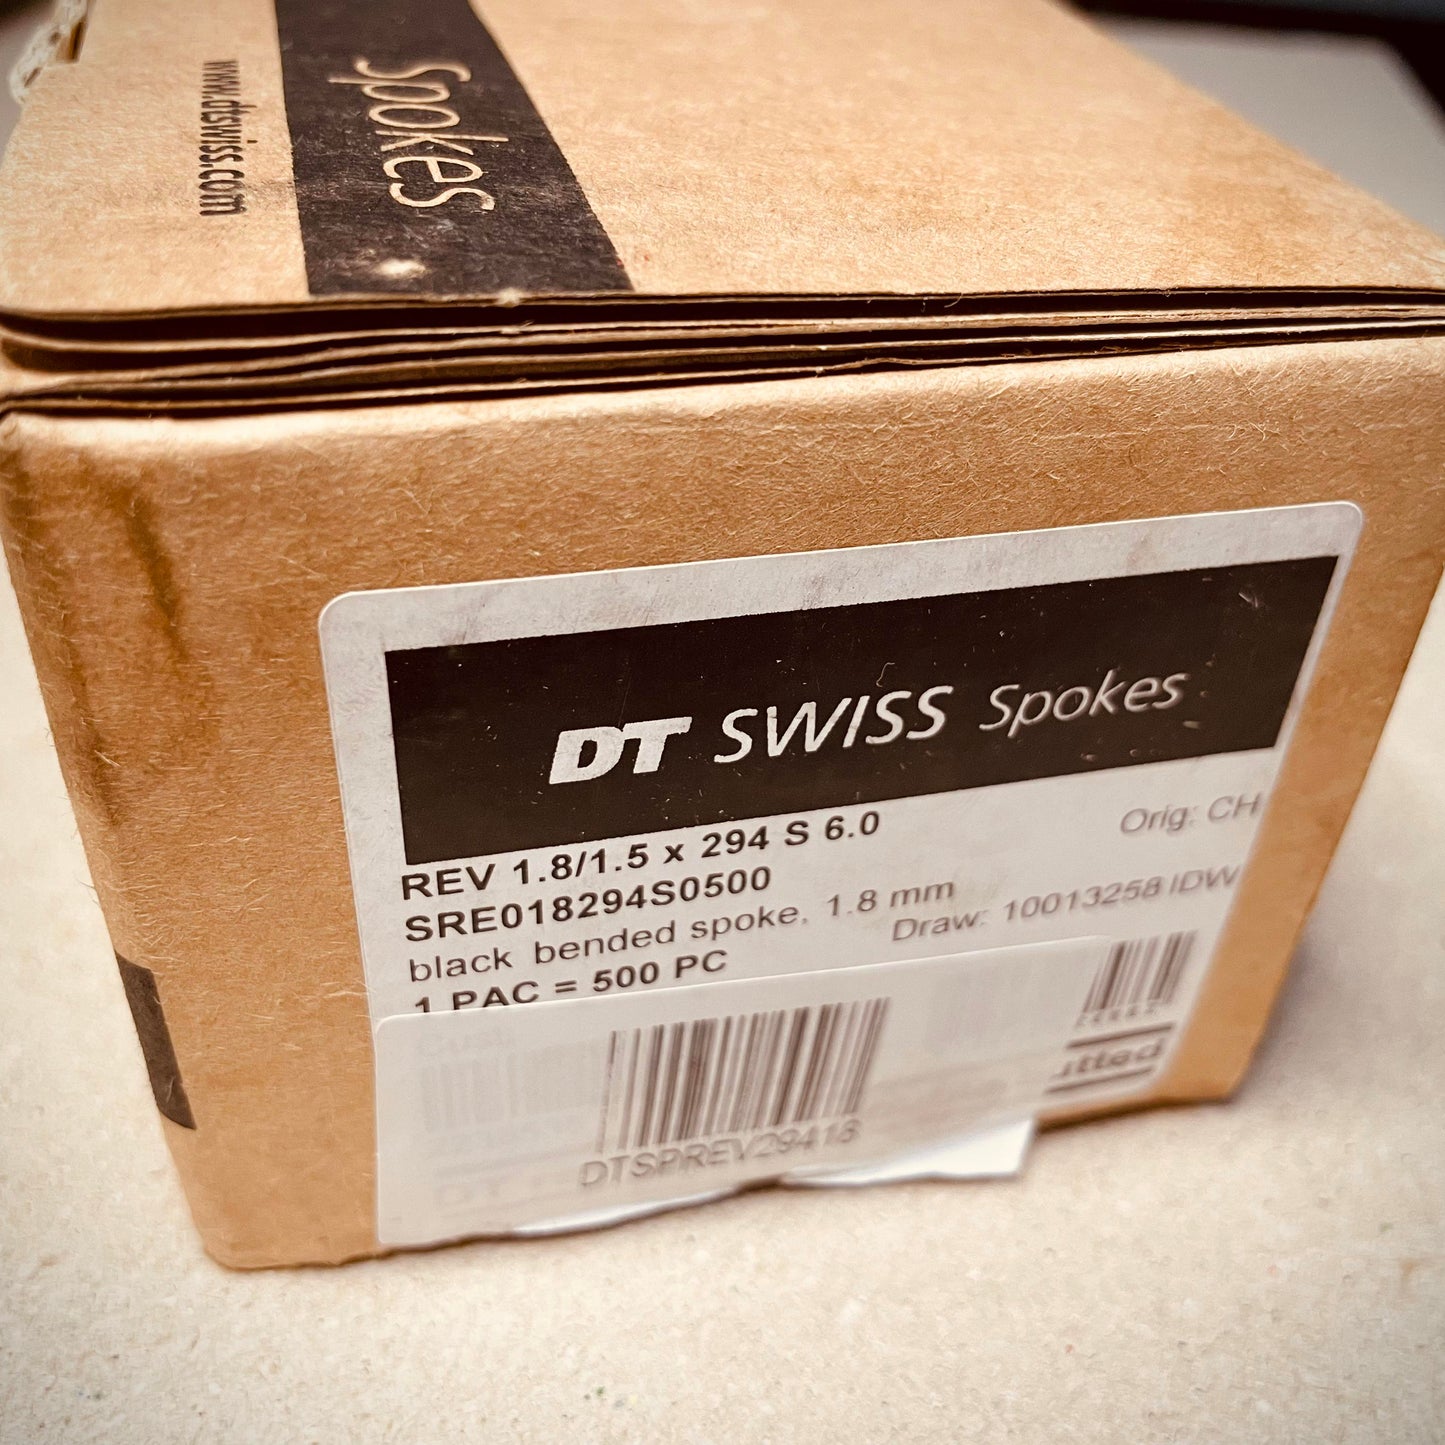 www.dtswiss.com
Spokes
DT SWISS Spokes
REV 1.8/1.5 x 294 S 6.0
Orig: CH
SRE018294S0500
black bended spoke, 1.8 mm
Draw: 10013258 IDW
1 PAC = 500 PC
utted
DTSPREV29418